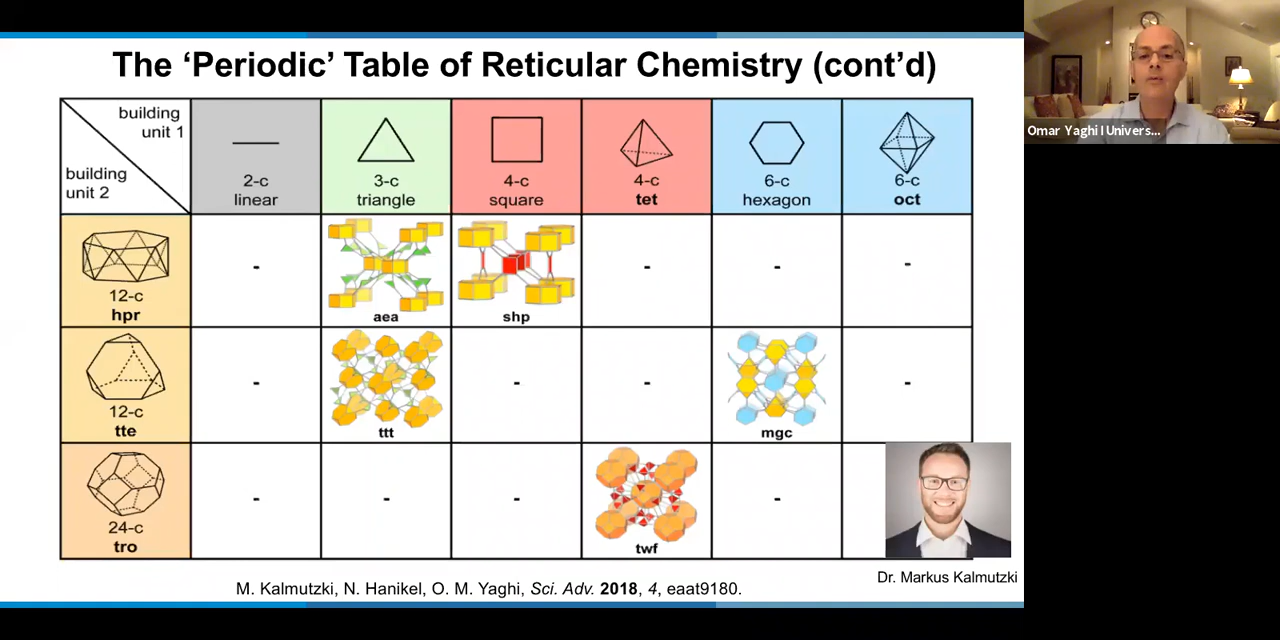 The ‘Periodic’ Table of Reticular Chemistry (cont’d)
Omar Yaghi I Univers...
building
unit 1
building
unit 2
2-c
linear
3-c
triangle
4-c
square
4-c
tet
6-c
hexagon
6-c
oct
12-c
hpr
-
aea
shp
-
-
-
12-c
tte
-
ttt
-
-
mgc
-
24-c
tro
-
-
-
twf
-
Dr. Markus Kalmutzki
M. Kalmutzki, N. Hanikel, O. M. Yaghi, Sci. Adv. 2018, 4, eaat9180.